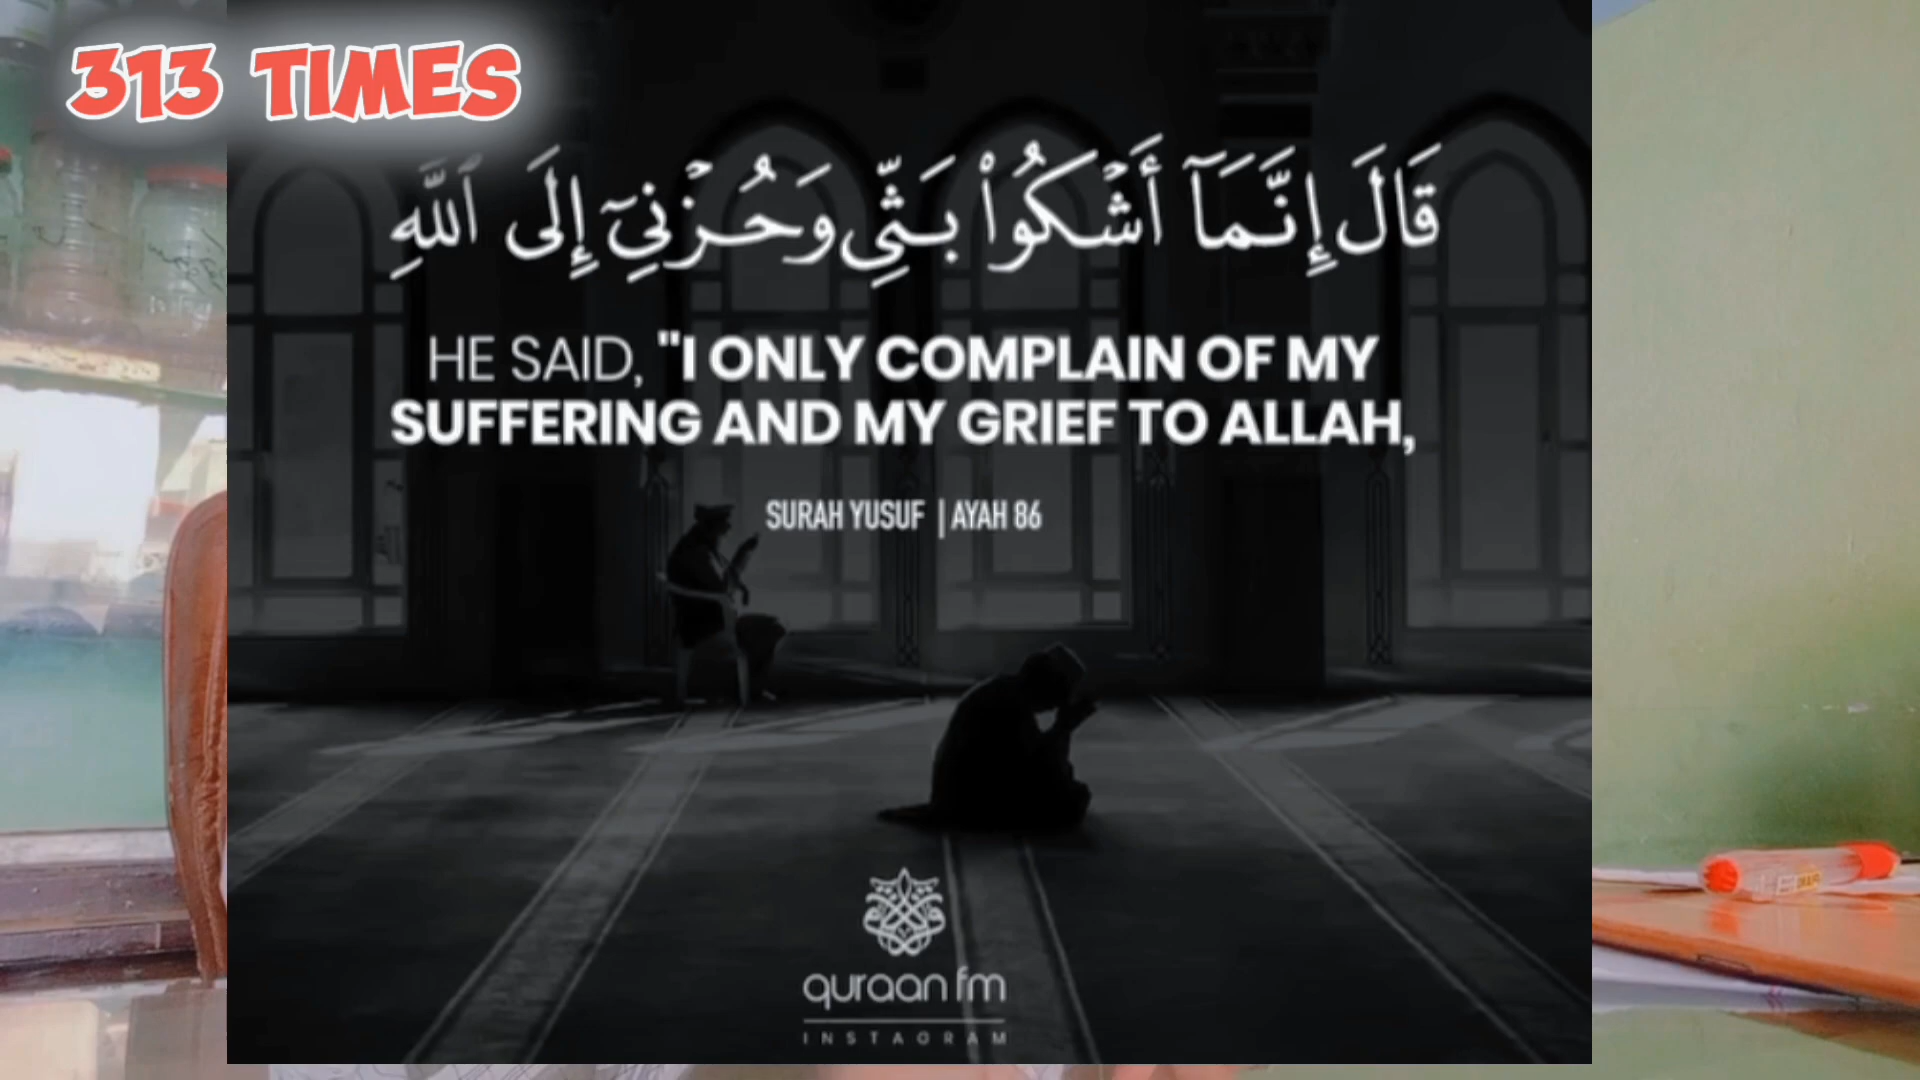 313 TIMES
قَالَ إِنَّمَآ أَشْكُوا۟ بَثِّى وَحُزْنِىٓ إِلَى ٱللَّهِ
HE SAID, "I ONLY COMPLAIN OF MY
SUFFERING AND MY GRIEF TO ALLAH,
SURAH YUSUF | AYAH 86
quraan fm
INSTAGRAM